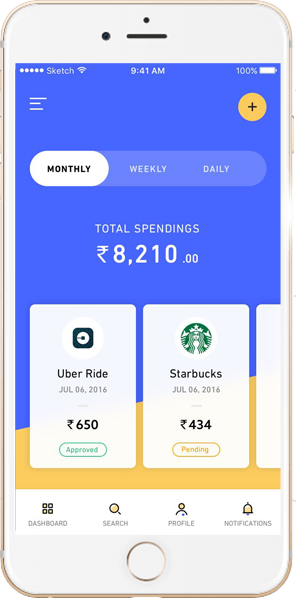 Sketch 9:41 AM 100%
+
MONTHLY WEEKLY DAILY
TOTAL SPENDINGS
₹8,210.00
Uber Ride
JUL 06, 2016
₹650
Approved
Starbucks
JUL 06, 2016
₹434
Pending
DASHBOARD SEARCH PROFILE NOTIFICATIONS